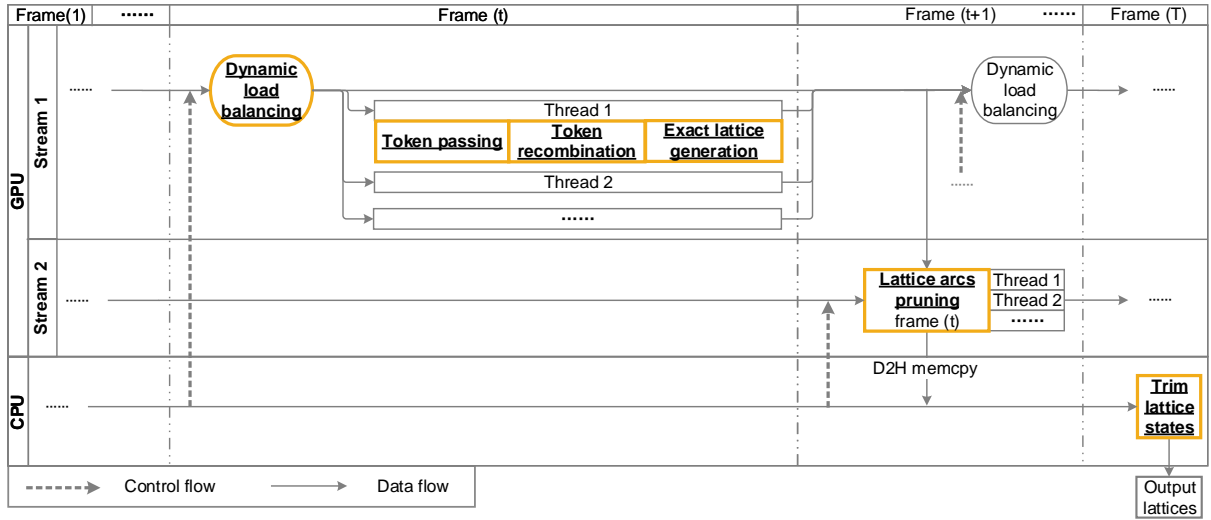 Frame(1) ······ Frame (t) Frame (t+1) ······ Frame (T)
GPU
Stream 1
······
Dynamic
load
balancing
Thread 1
Token passing
Token
recombination
Exact lattice
generation
Thread 2
······
Dynamic
load
balancing
······
······
Stream 2
······
Lattice arcs
pruning
frame (t)
Thread 1
Thread 2
······
······
D2H memcpy
CPU
······
Trim
lattice
states
Control flow
Data flow
Output
lattices